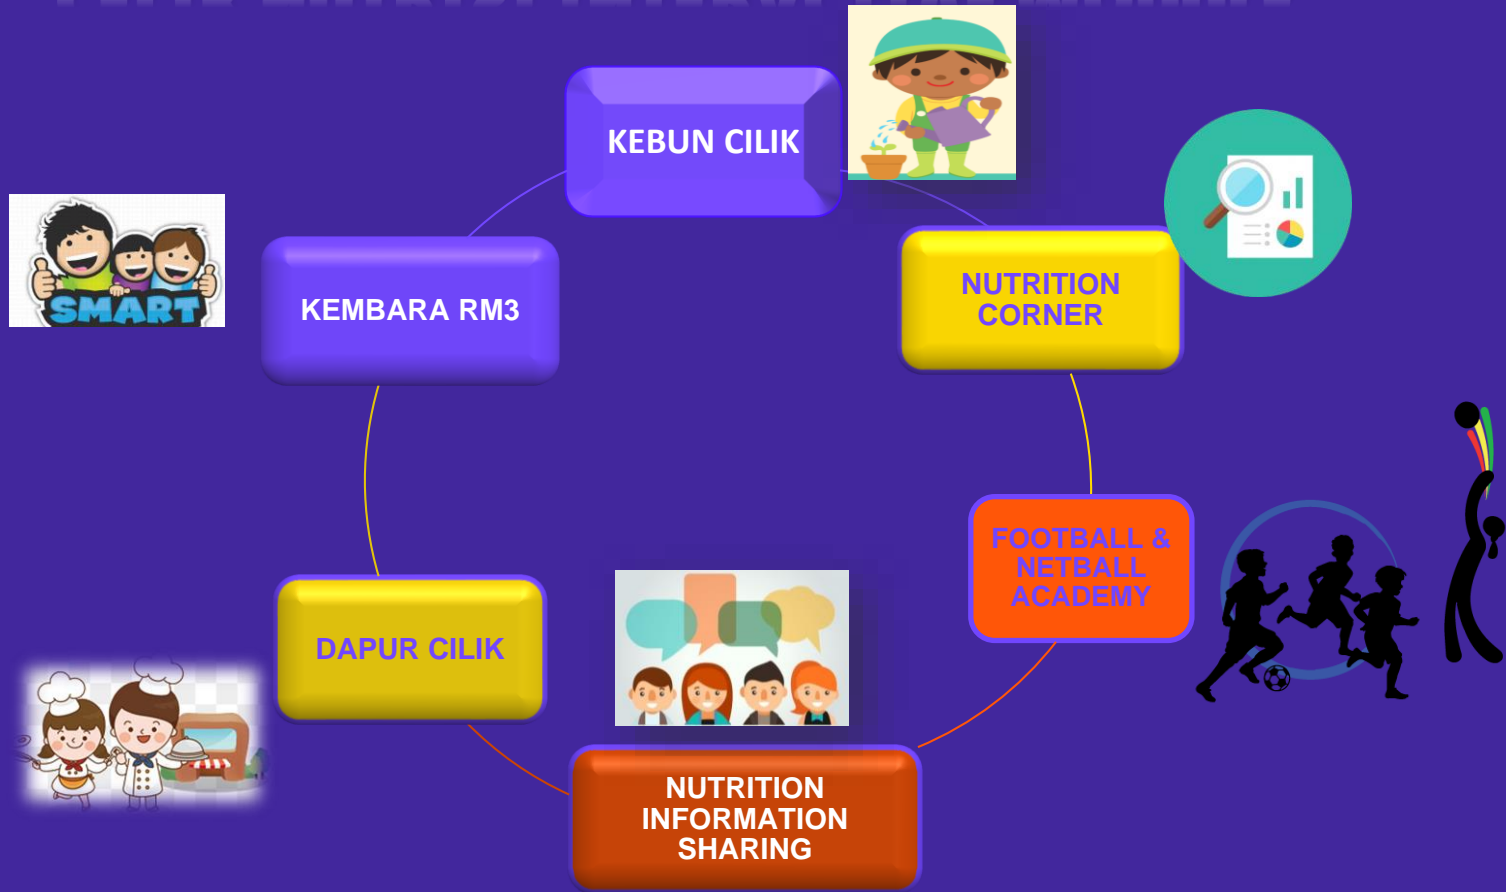 KEBUN CILIK
NUTRITION
CORNER
FOOTBALL &
NETBALL
ACADEMY
NUTRITION
INFORMATION
SHARING
DAPUR CILIK
KEMBARA RM3
SMART